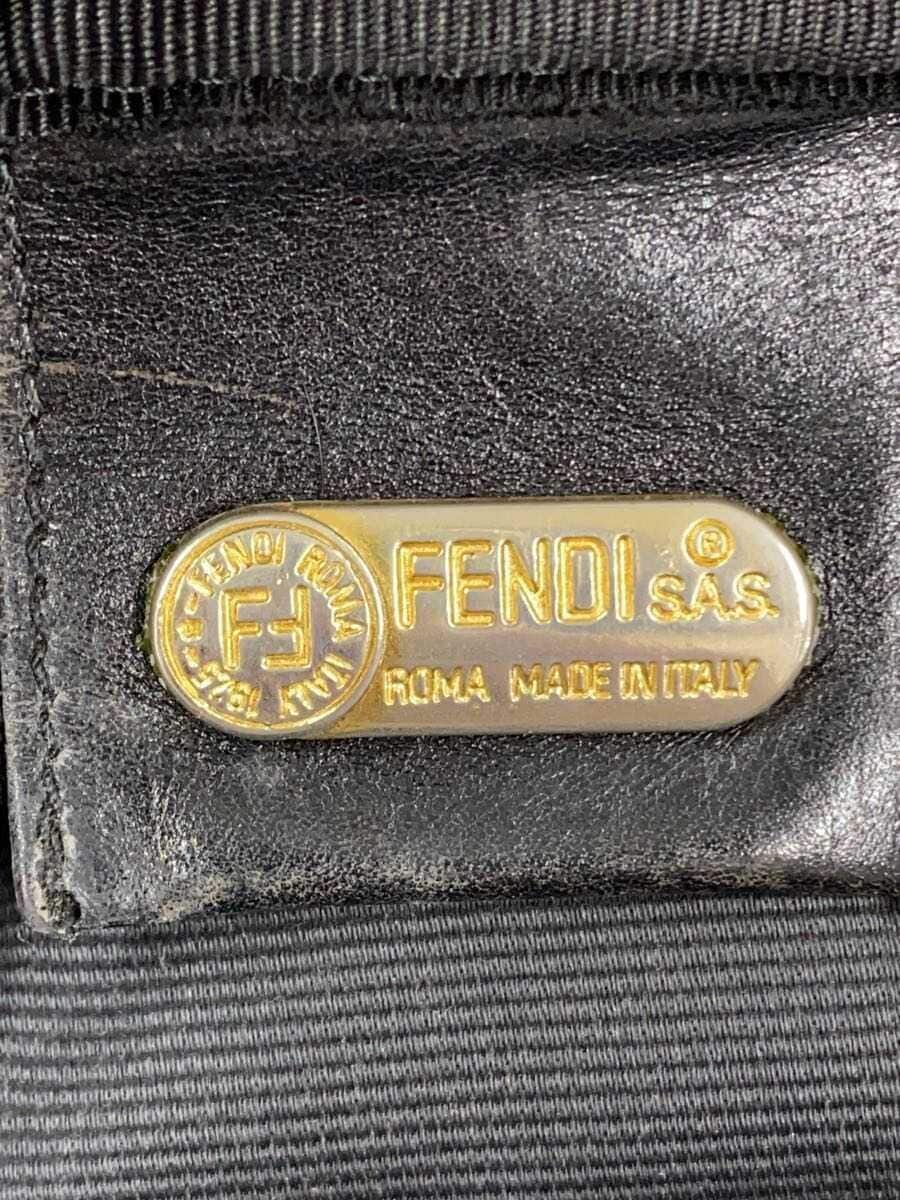 FENDI ROMA ITALY 1925
FF
FENDI S.A.S. ®
ROMA MADE IN ITALY